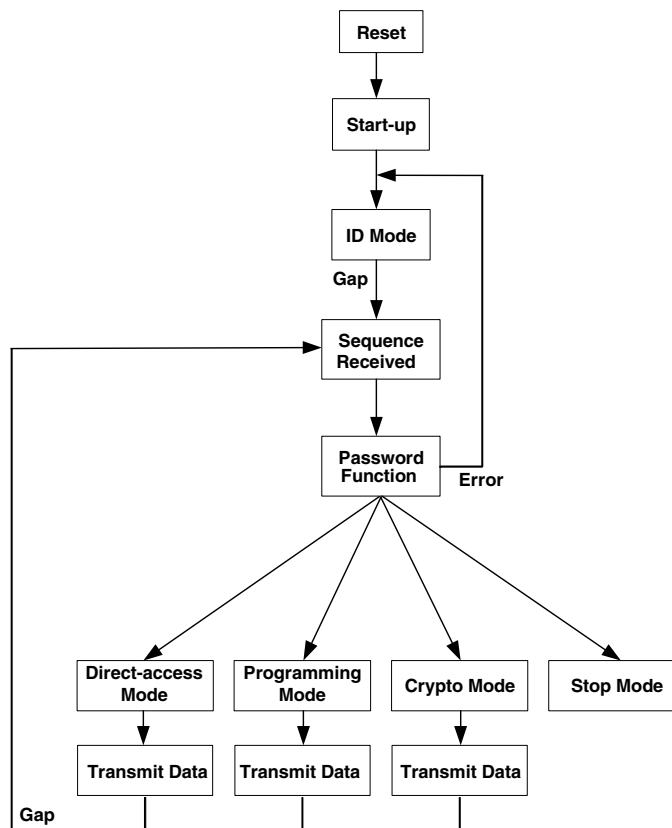 Reset
Start-up
ID Mode
Gap
Sequence
Received
Password
Function
Error
Direct-access
Mode
Programming
Mode
Crypto Mode
Stop Mode
Transmit Data
Transmit Data
Transmit Data
Gap